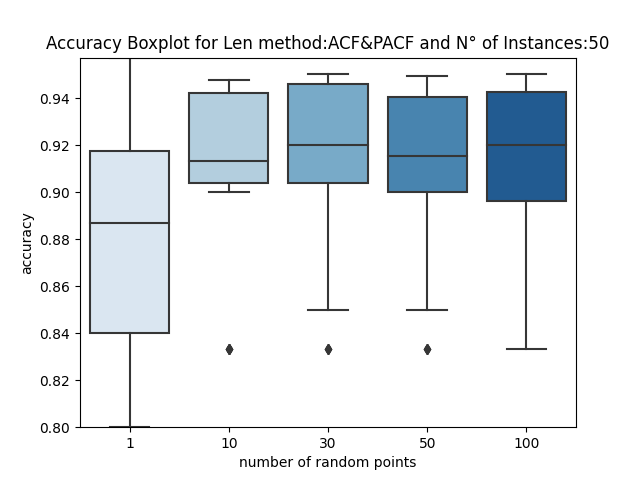 Accuracy Boxplot for Len method:ACF&PACF and N° of Instances:50
0.94
0.92
0.90
0.88
0.86
0.84
0.82
0.80
accuracy
1 10 30 50 100
number of random points